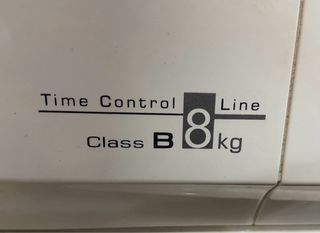 Time Control Line
Class B 8 kg